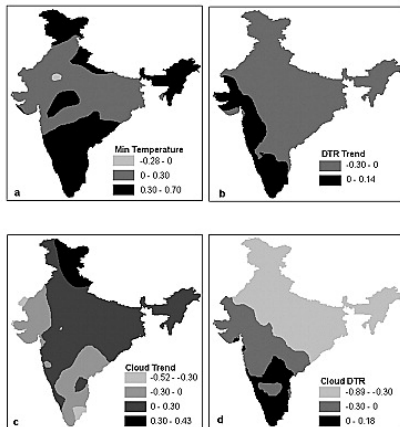 Min Temperature
-0.28 - 0
0 - 0.30
0.30 - 0.70
a
DTR Trend
-0.30 - 0
0 - 0.14
b
Cloud Trend
-0.52 - -0.30
-0.30 - 0
0 - 0.30
0.30 - 0.43
c
Cloud DTR
-0.89 - -0.30
-0.30 - 0
0 - 0.18
d